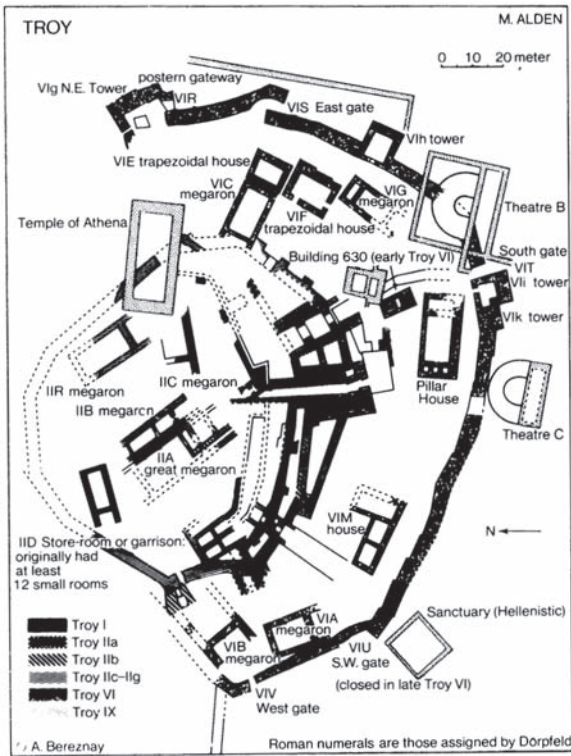 TROY
M. ALDEN
0 10 20 meter
postern gateway
VIg N.E. Tower
VIR
VIS East gate
VIh tower
VIE trapezoidal house
VIC
megaron
VIG
megaron
VIF
trapezoidal house
Theatre B
Temple of Athena
Building 630 (early Troy VI)
South gate
VIT
VIi tower
VIk tower
IIR megaron
IIC megaron
IIB megaron
Pillar
House
Theatre C
IIA
great megaron
N
IID Store-room or garrison:
originally had
at least
12 small rooms
VIM
house
Troy I
Troy IIa
Troy IIb
Troy IIc–IIg
Troy VI
Troy IX
VIA
megaron
VIB
megaron
VIU
S.W. gate
(closed in late Troy VI)
Sanctuary (Hellenistic)
VIV
West gate
A. Bereznay
Roman numerals are those assigned by Dörpfeld